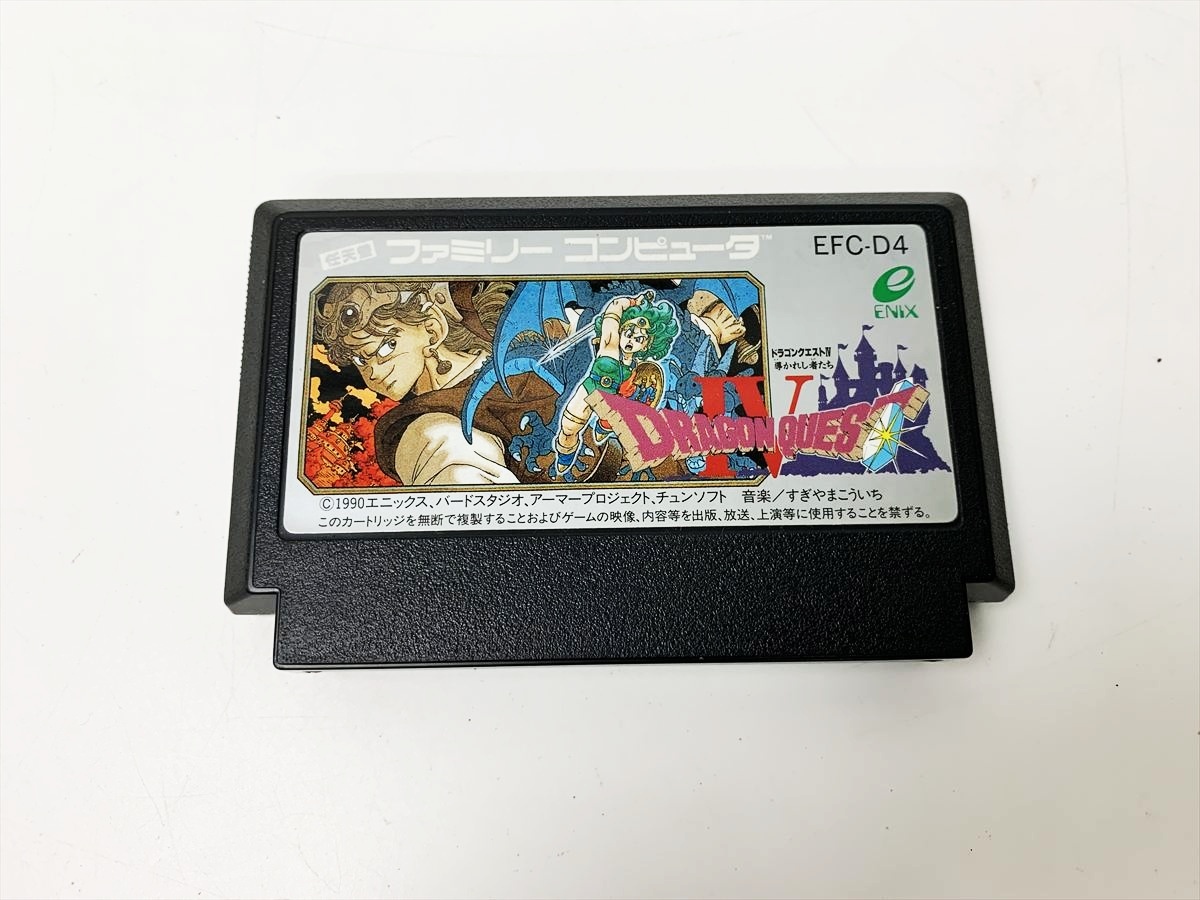 任天堂 ファミリー コンピュータ™
EFC-D4
ENIX
ドラゴンクエストⅣ
導かれし者たち
IV
DRAGON QUEST
©1990エニックス、バードスタジオ、アーマープロジェクト、チュンソフト 音楽/すぎやまこういち
このカートリッジを無断で複製することおよびゲームの映像、内容等を出版、放送、上演等に使用することを禁ずる。